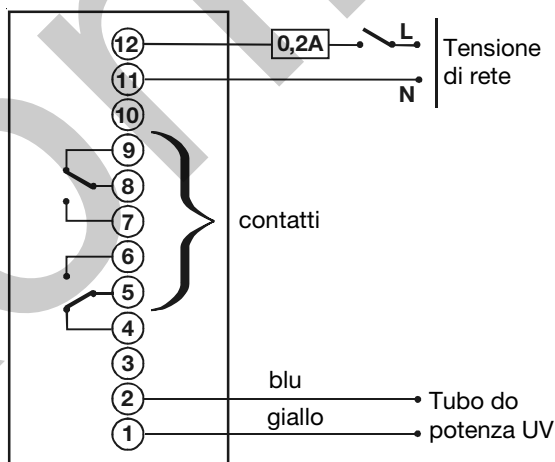 12
0,2A
L
Tensione
di rete
11
N
10
9
8
7
contatti
6
5
4
3
2
blu
Tubo do
1
giallo
potenza UV